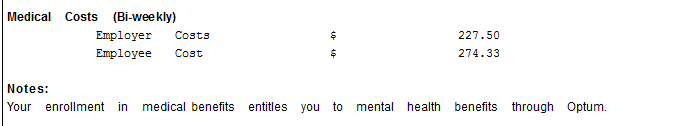 Medical Costs (Bi-weekly)
Employer Costs $ 227.50
Employee Cost $ 274.33
Notes:
Your enrollment in medical benefits entitles you to mental health benefits through Optum.